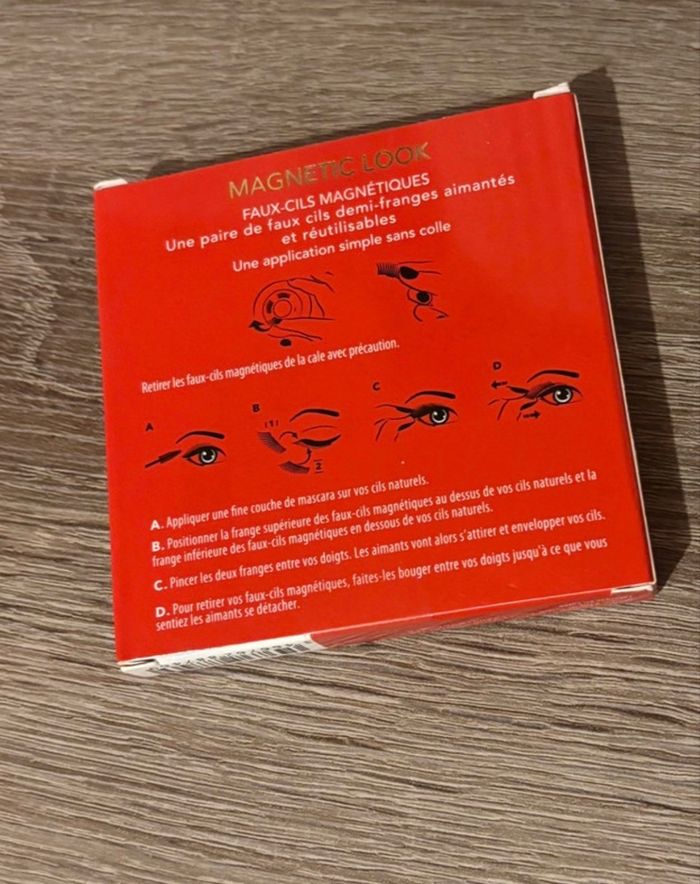 MAGNETIC LOOK
FAUX-CILS MAGNÉTIQUES
Une paire de faux cils demi-franges aimantés
et réutilisables
Une application simple sans colle
Retirer les faux-cils magnétiques de la cale avec précaution.
A
B
C
D
1
2
A. Appliquer une fine couche de mascara sur vos cils naturels.
B. Positionner la frange supérieure des faux-cils magnétiques au dessus de vos cils naturels et la
frange inférieure des faux-cils magnétiques en dessous de vos cils naturels.
C. Pincer les deux franges entre vos doigts. Les aimants vont alors s'attirer et envelopper vos cils.
D. Pour retirer vos faux-cils magnétiques, faites-les bouger entre vos doigts jusqu'à ce que vous
sentiez les aimants se détacher.